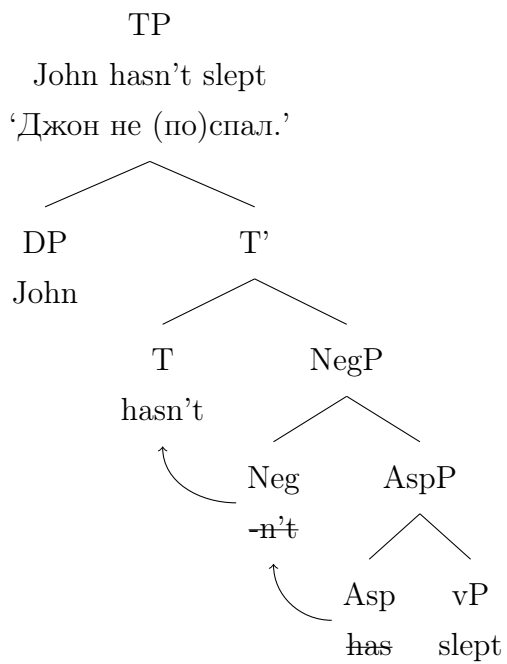 TP
John hasn't slept
‘Джон не (по)спал.’
DP T'
John
T NegP
hasn't
Neg AspP
-n't
Asp vP
has slept